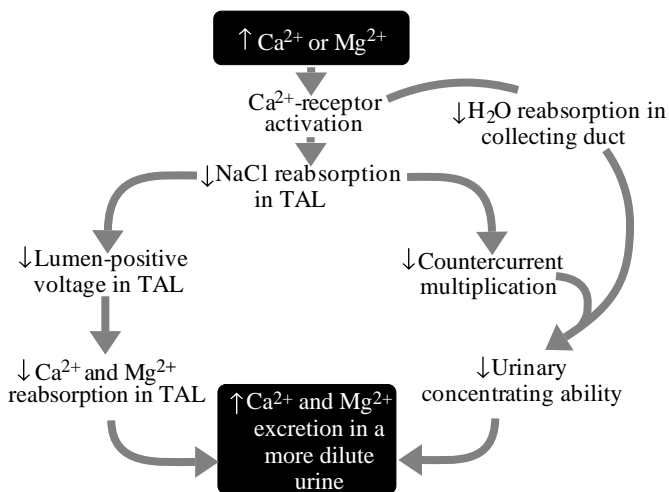 ↑ Ca²⁺ or Mg²⁺
Ca²⁺-receptor
activation
↓H₂O reabsorption in
collecting duct
↓NaCl reabsorption
in TAL
↓Lumen-positive
voltage in TAL
↓Countercurrent
multiplication
↓Ca²⁺ and Mg²⁺
reabsorption in TAL
↓Urinary
concentrating ability
↑Ca²⁺ and Mg²⁺
excretion in a
more dilute
urine